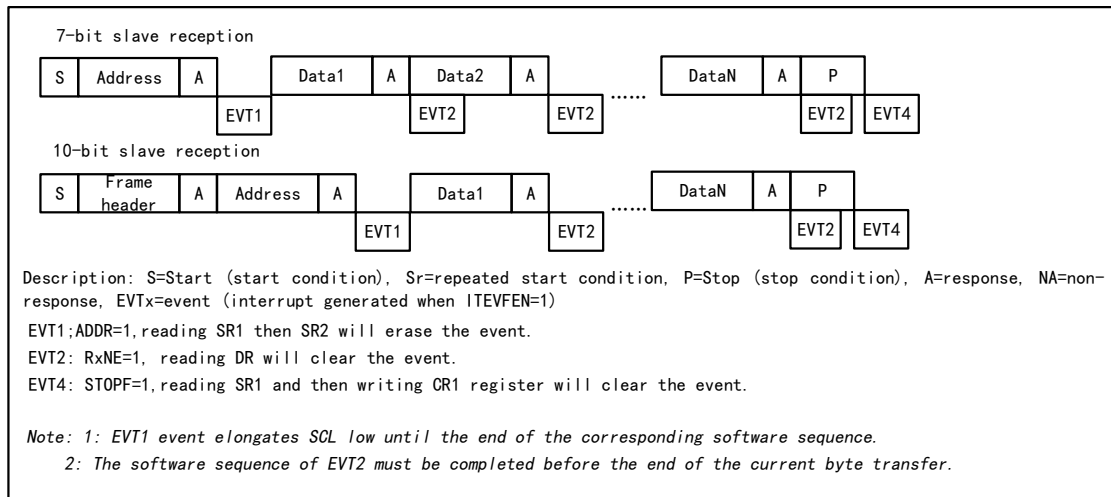 7-bit slave reception
S Address A Data1 A Data2 A DataN A P
EVT1 EVT2 EVT2 ...... EVT2 EVT4
10-bit slave reception
S Frame header A Address A Data1 A DataN A P
EVT1 EVT2 ...... EVT2 EVT4
Description: S=Start (start condition), Sr=repeated start condition, P=Stop (stop condition), A=response, NA=non-
response, EVTx=event (interrupt generated when ITEVFEN=1)
EVT1;ADDR=1,reading SR1 then SR2 will erase the event.
EVT2: RxNE=1, reading DR will clear the event.
EVT4: STOPF=1,reading SR1 and then writing CR1 register will clear the event.
Note: 1: EVT1 event elongates SCL low until the end of the corresponding software sequence.
2: The software sequence of EVT2 must be completed before the end of the current byte transfer.